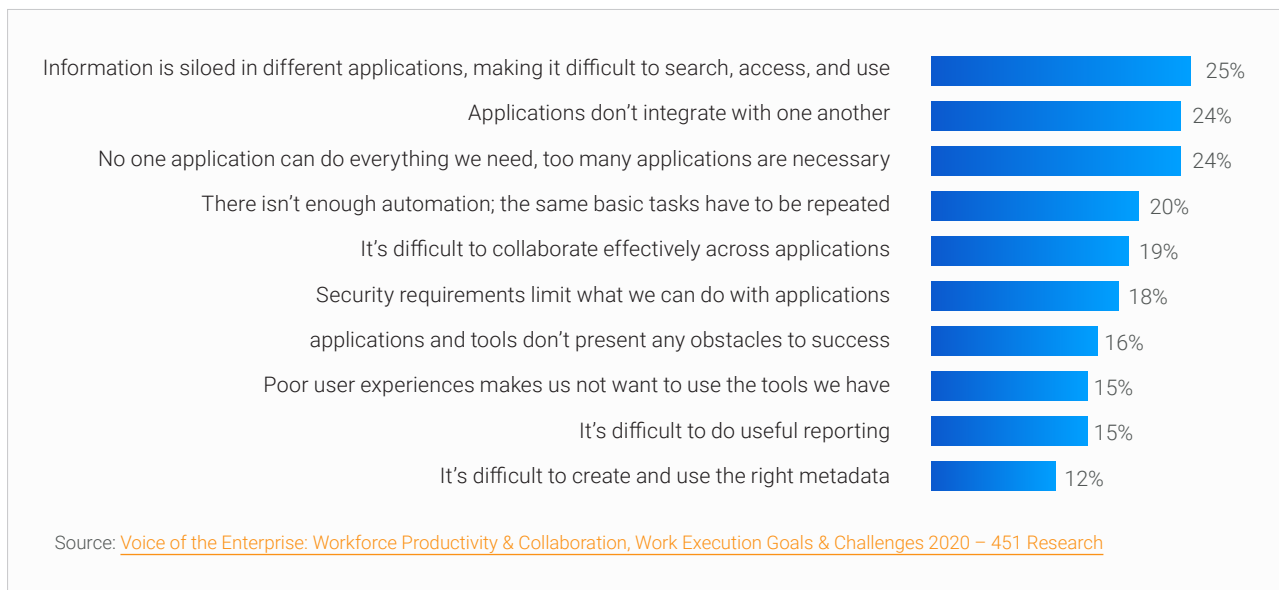 Information is siloed in different applications, making it difficult to search, access, and use 25%
Applications don’t integrate with one another 24%
No one application can do everything we need, too many applications are necessary 24%
There isn’t enough automation; the same basic tasks have to be repeated 20%
It’s difficult to collaborate effectively across applications 19%
Security requirements limit what we can do with applications 18%
applications and tools don’t present any obstacles to success 16%
Poor user experiences makes us not want to use the tools we have 15%
It’s difficult to do useful reporting 15%
It’s difficult to create and use the right metadata 12%
Source: Voice of the Enterprise: Workforce Productivity & Collaboration, Work Execution Goals & Challenges 2020 – 451 Research